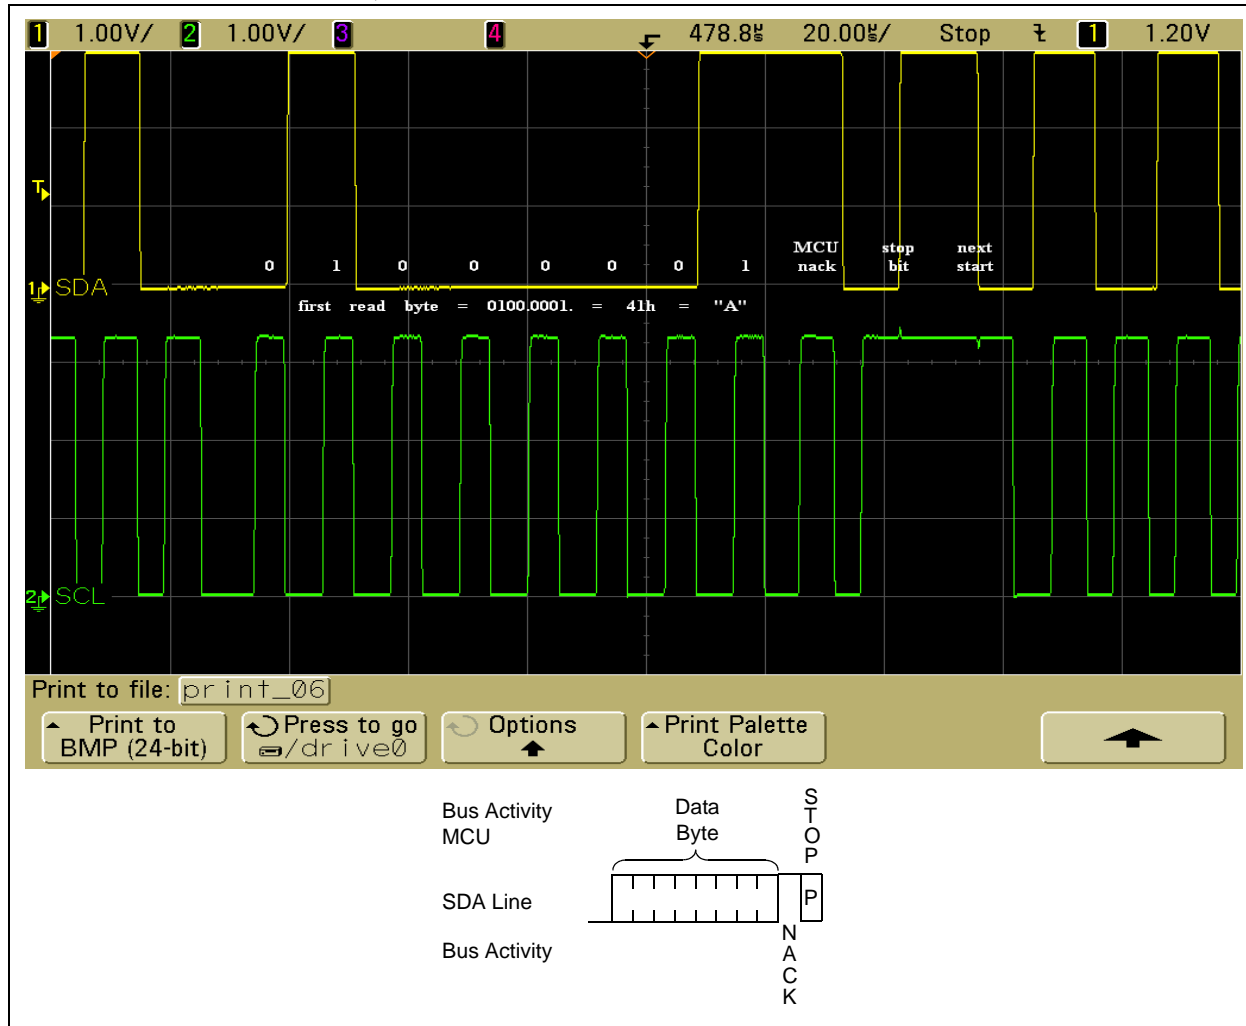 1 1.00V/ 2 1.00V/ 3 4 478.8µs 20.00µs/ Stop 1 1.20V
T
MCU stop next
nack bit start
0 1 0 0 0 0 0 1
1 SDA
first read byte = 0100.0001. = 41h = "A"
2 SCL
Print to file: print_06
Print to
BMP (24-bit)
Press to go
/drive0
Options
Print Palette
Color
Bus Activity
MCU
Data
Byte
STOP
SDA Line
P
Bus Activity
NACK